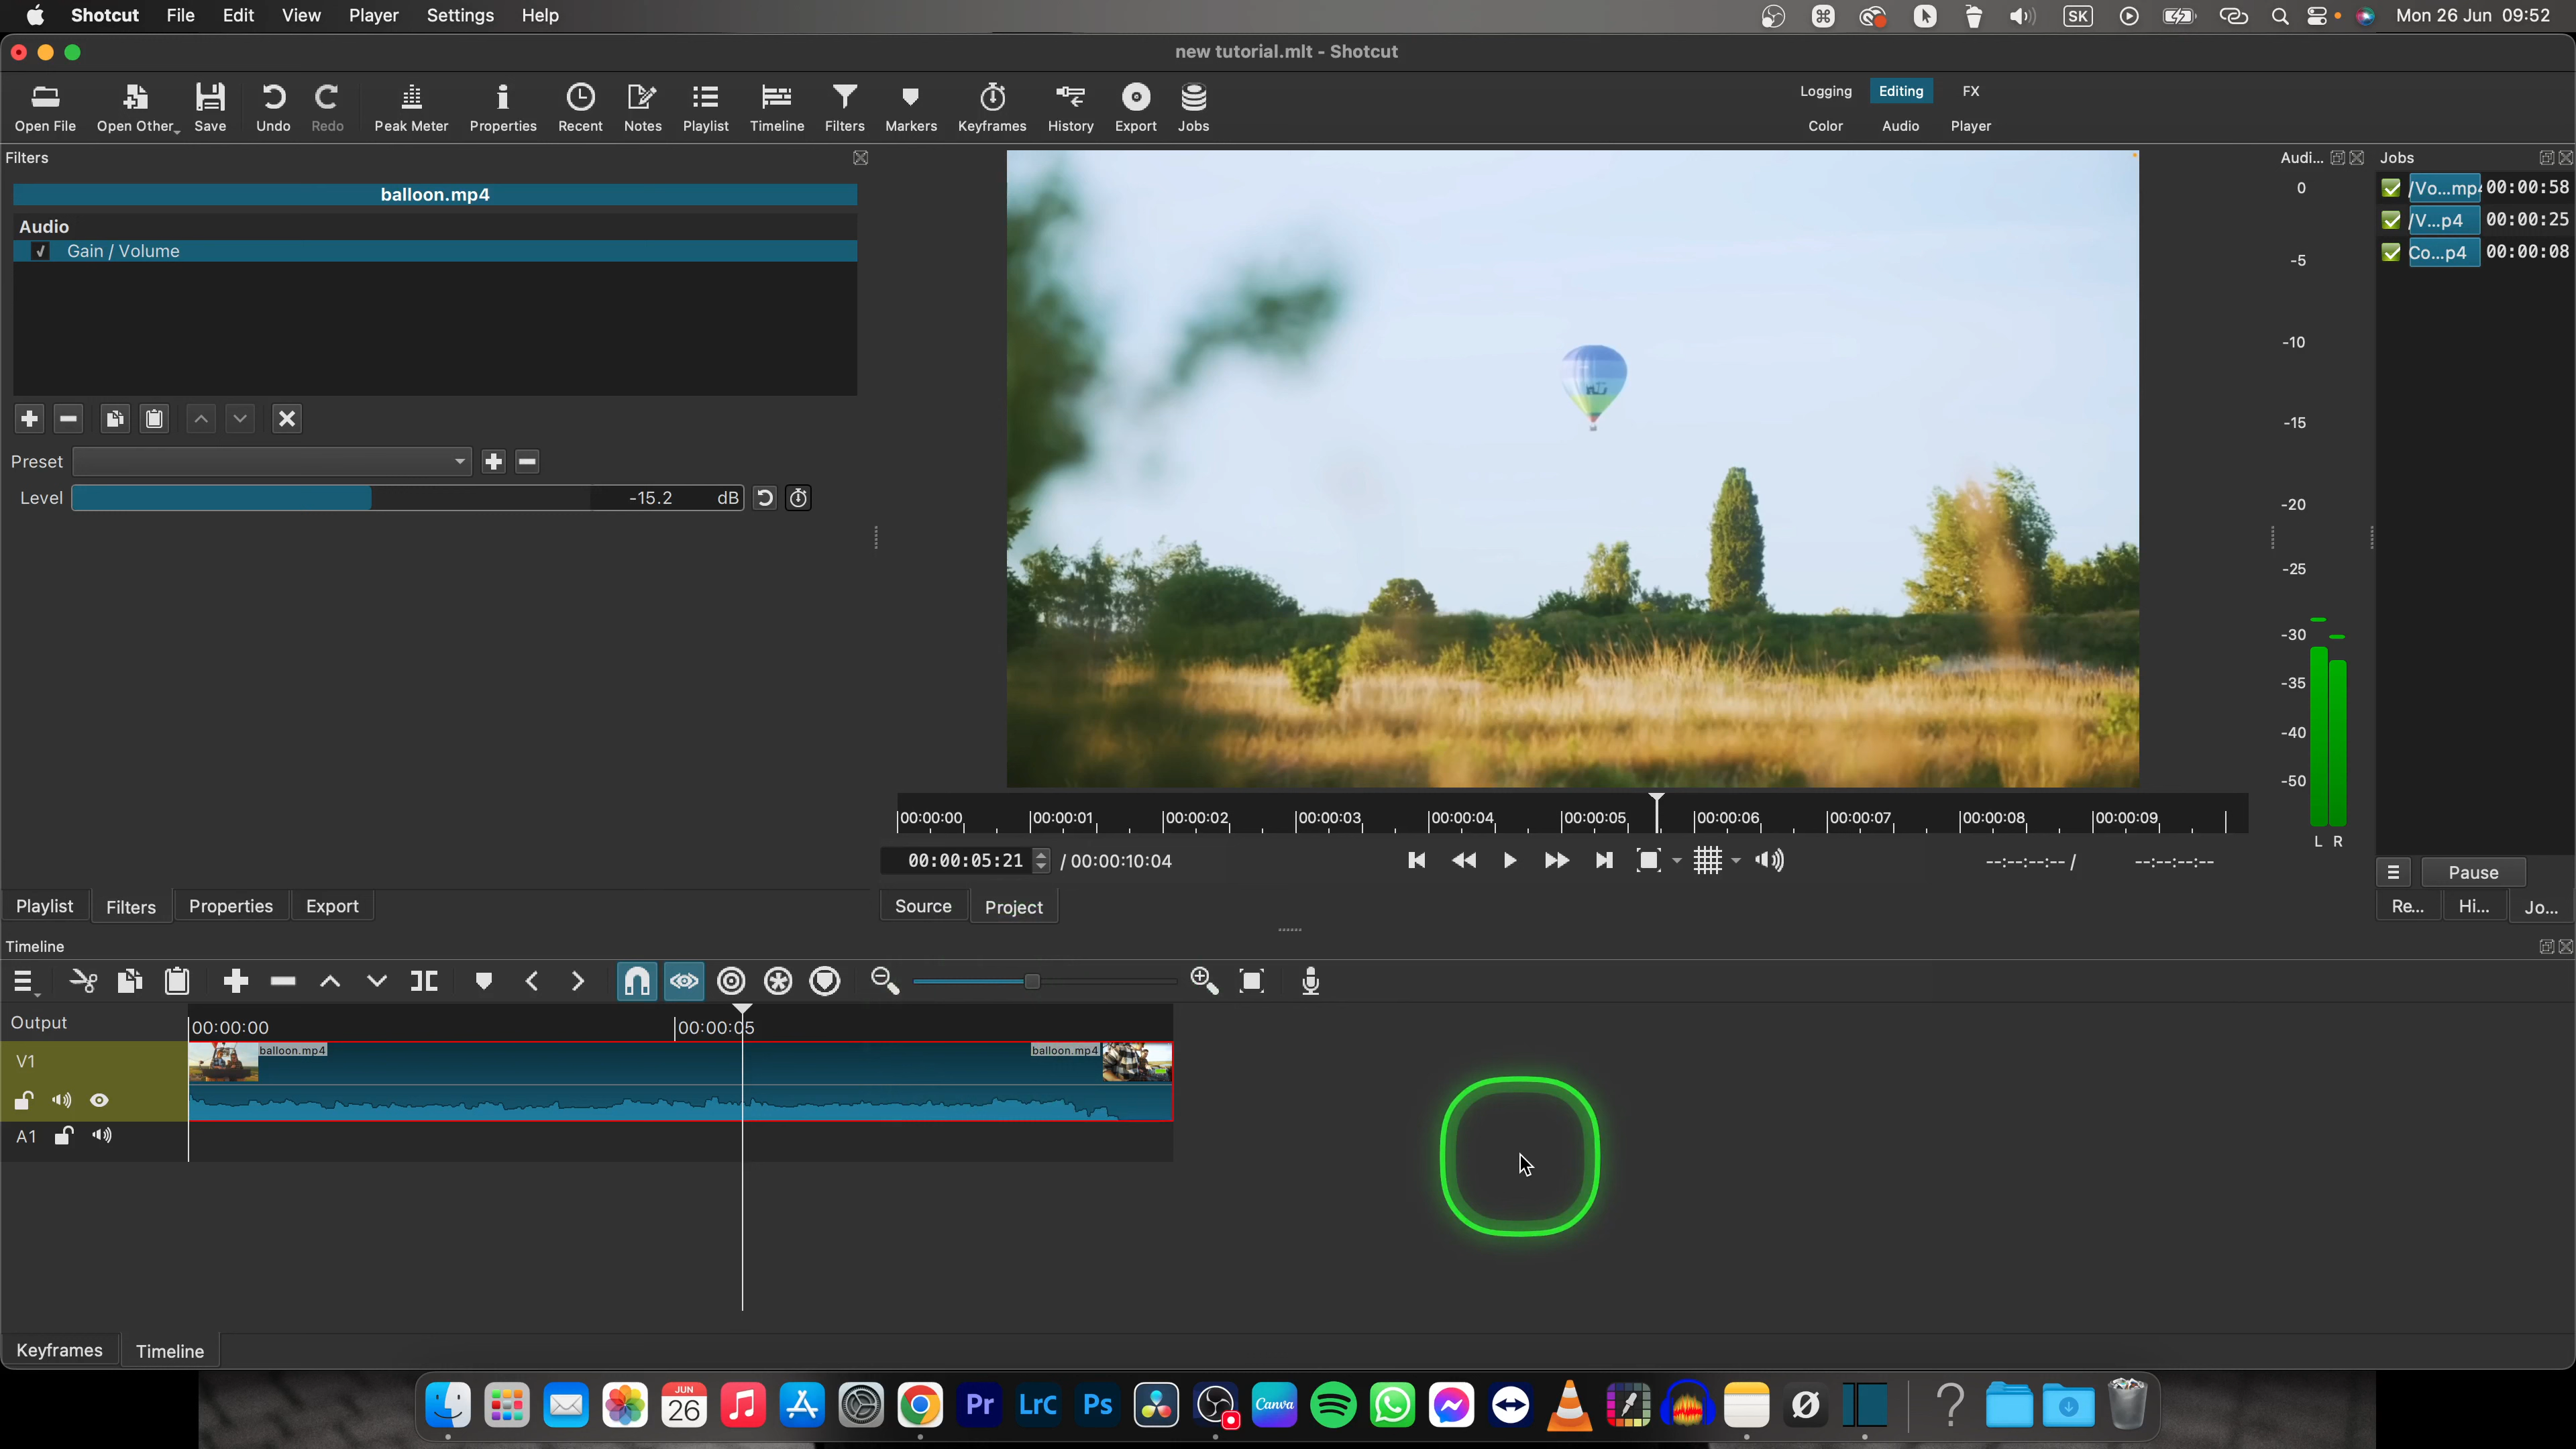 Shotcut File Edit View Player Settings Help SK Mon 26 Jun 09:52
new tutorial.mlt - Shotcut
Open File Open Other Save Undo Redo Peak Meter Properties Recent Notes Playlist Timeline Filters Markers Keyframes History Export Jobs
Logging Editing FX
Color Audio Player
Filters
balloon.mp4
Audio
Gain / Volume
Preset
Level -15.2 dB
Audi...
0
-5
-10
-15
-20
-25
-30
-35
-40
-50
L R
Jobs
/Vo...mp4 00:00:58
/V...p4 00:00:25
Co...p4 00:00:08
Pause
Re... Hi... Jo...
00:00:00 00:00:01 00:00:02 00:00:03 00:00:04 00:00:05 00:00:06 00:00:07 00:00:08 00:00:09
00:00:05:21 / 00:00:10:04 --:--:--:-- / --:--:--:--
Playlist Filters Properties Export
Source Project
Timeline
Output 00:00:00 00:00:05
V1 balloon.mp4 balloon.mp4
A1
Keyframes Timeline
JUN
26
Pr LrC Ps Canva